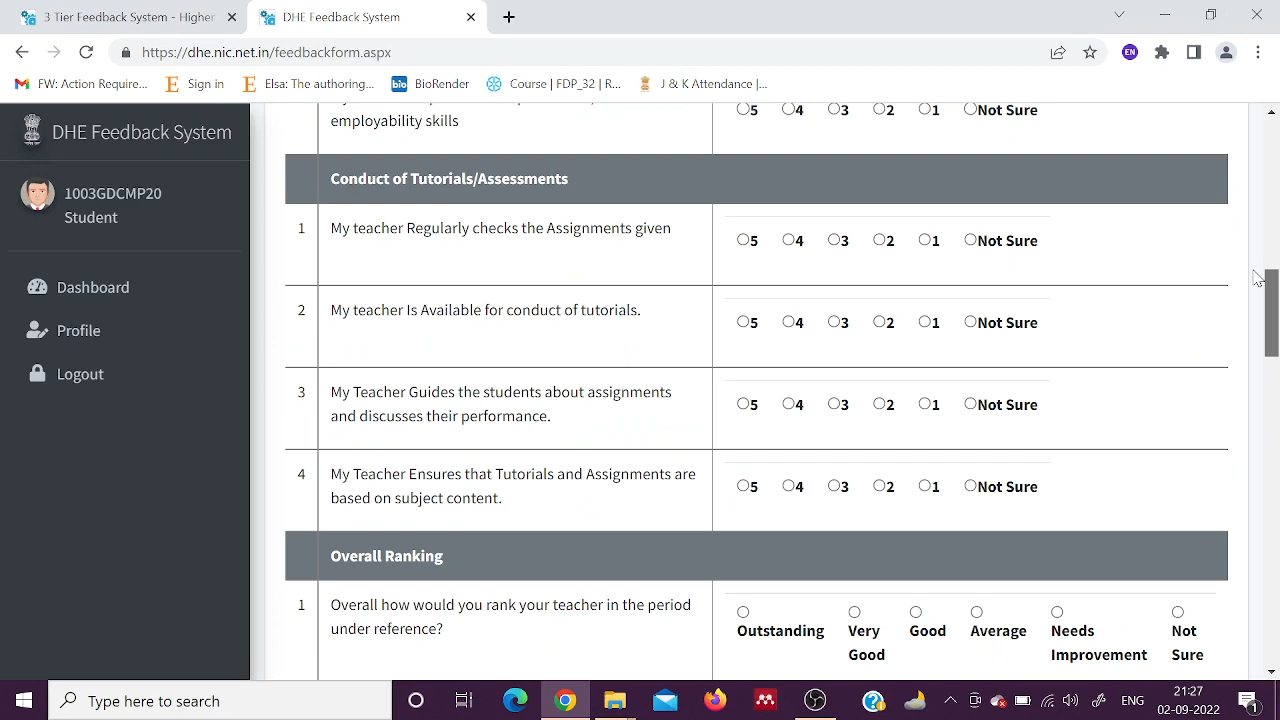 3 Tier Feedback System - Higher
DHE Feedback System
https://dhe.nic.net.in/feedbackform.aspx
EN
FW: Action Require...
Sign in
Elsa: The authoring...
bio BioRender
Course | FDP_32 | R...
J & K Attendance |...
DHE Feedback System
1003GDCMP20
Student
Dashboard
Profile
Logout
employability skills
5 4 3 2 1 Not Sure
Conduct of Tutorials/Assessments
1 My teacher Regularly checks the Assignments given
5 4 3 2 1 Not Sure
2 My teacher Is Available for conduct of tutorials.
5 4 3 2 1 Not Sure
3 My Teacher Guides the students about assignments
and discusses their performance.
5 4 3 2 1 Not Sure
4 My Teacher Ensures that Tutorials and Assignments are
based on subject content.
5 4 3 2 1 Not Sure
Overall Ranking
1 Overall how would you rank your teacher in the period
under reference?
Outstanding Very Good Average Needs Not
Good Improvement Sure
Type here to search
ENG
21:27
02-09-2022
1